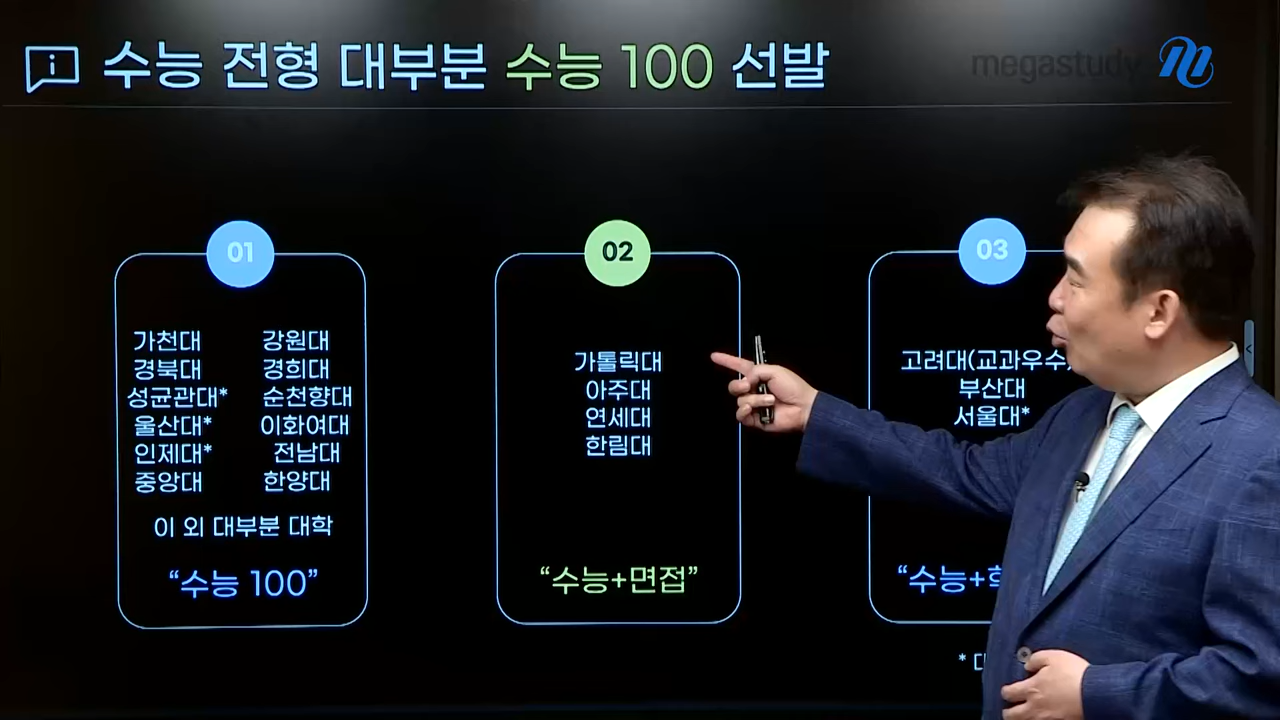 수능 전형 대부분 수능 100 선발
megastudy
01
가천대 강원대
경북대 경희대
성균관대* 순천향대
울산대* 이화여대
인제대* 전남대
중앙대 한양대
이 외 대부분 대학
“수능 100”
02
가톨릭대
아주대
연세대
한림대
“수능+면접”
03
고려대(교과우수)
부산대
서울대*
“수능+
*